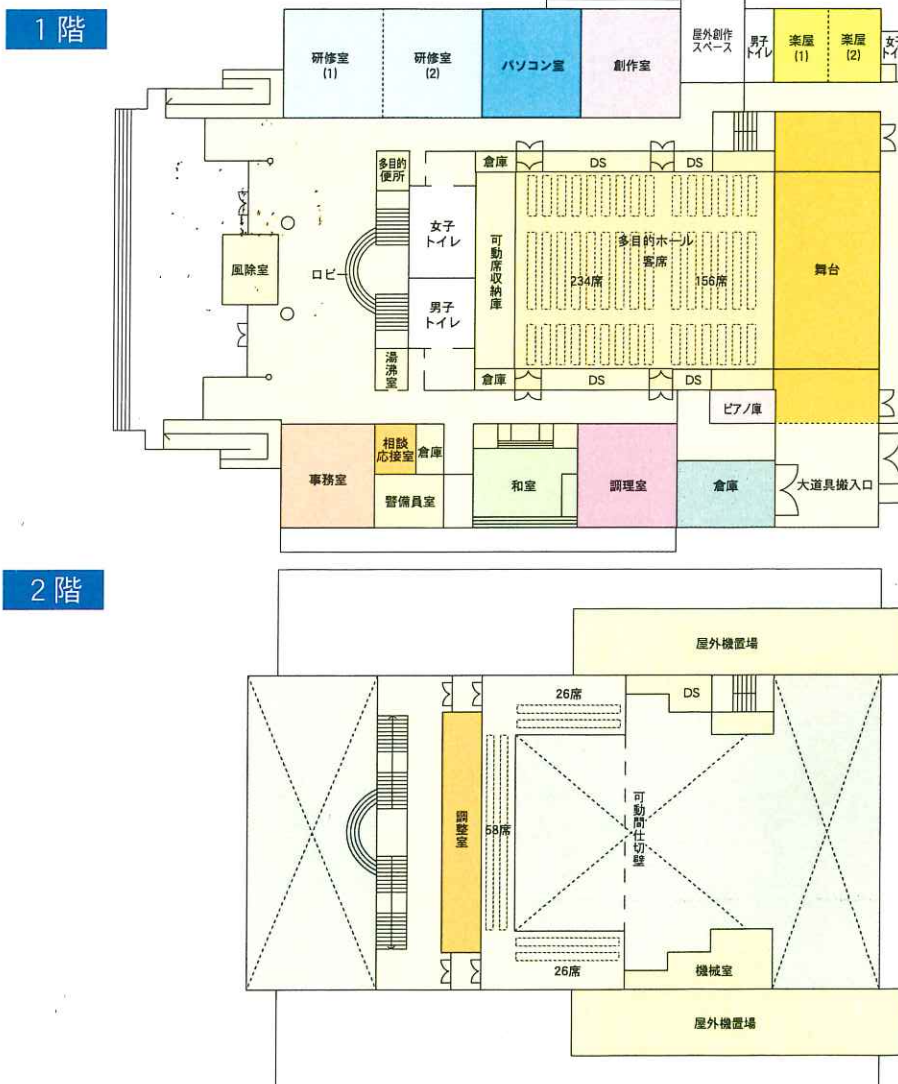 1階
研修室
(1)
研修室
(2)
パソコン室
創作室
屋外創作
スペース
男子
トイレ
楽屋
(1)
楽屋
(2)
女子
トイレ
多目的
便所
倉庫
DS
DS
女子
トイレ
可動席収納庫
多目的ホール
客席
234席
156席
舞台
風除室
ロビー
男子
トイレ
湯沸室
倉庫
DS
DS
ピアノ庫
事務室
相談
応接室
倉庫
警備員室
和室
調理室
倉庫
大道具搬入口
2階
屋外機置場
26席
DS
調整室
58席
可動間仕切壁
26席
機械室
屋外機置場